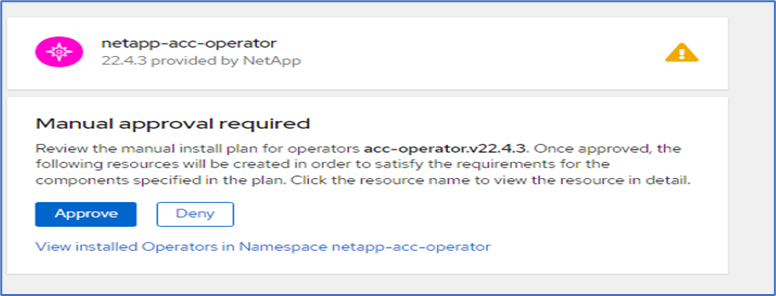 netapp-acc-operator
22.4.3 provided by NetApp
Manual approval required
Review the manual install plan for operators acc-operator.v22.4.3. Once approved, the
following resources will be created in order to satisfy the requirements for the
components specified in the plan. Click the resource name to view the resource in detail.
Approve Deny
View installed Operators in Namespace netapp-acc-operator